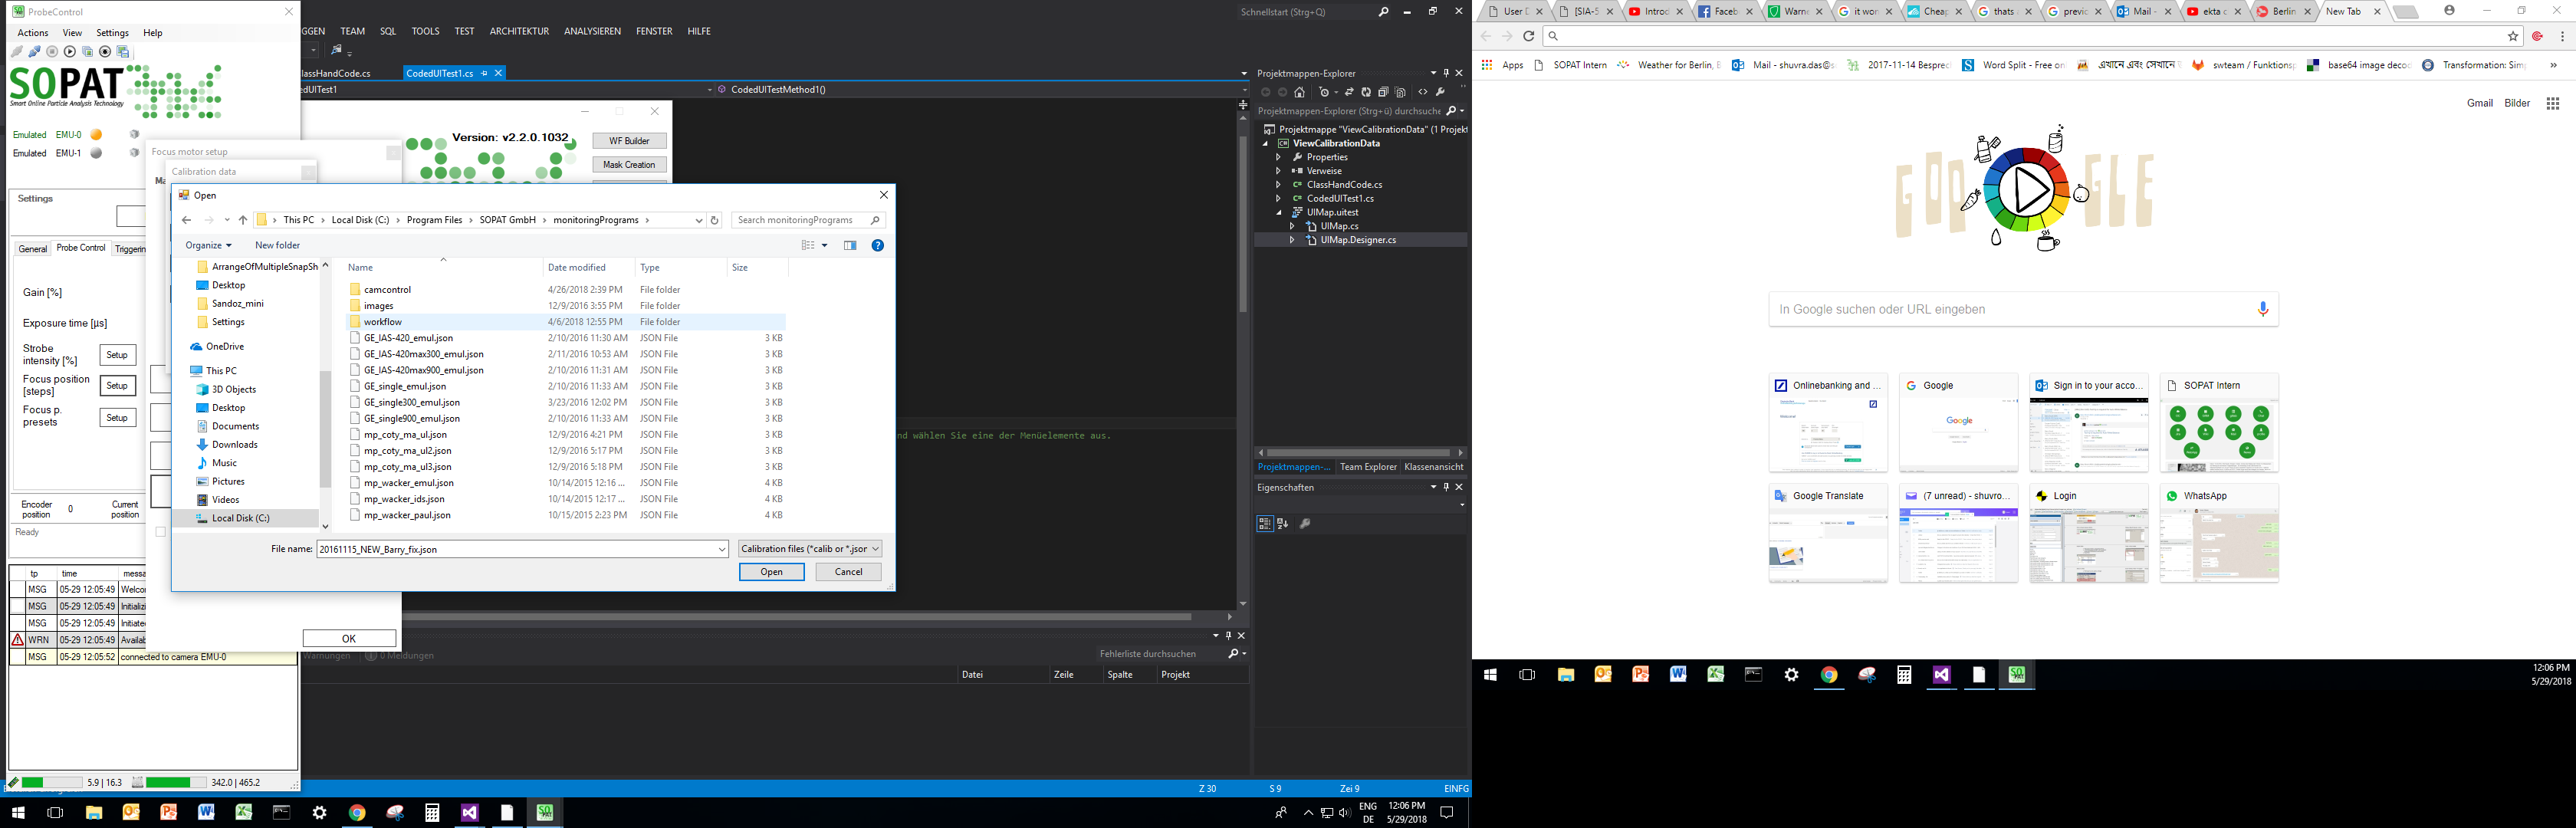 ProbeControl
Actions View Settings Help
SOPAT
Smart Online Particle Analysis Technology
Emulated EMU-0
Emulated EMU-1
Settings
General Probe Control Triggering
Gain [%]
Exposure time [µs]
Strobe intensity [%] Setup
Focus position [steps] Setup
Focus p. presets Setup
Encoder position 0 Current position
Ready
tp time
MSG 05-29 12:05:49
MSG 05-29 12:05:49
MSG 05-29 12:05:49 Initiated
WRN 05-29 12:05:49
MSG 05-29 12:05:52 connected to camera EMU-0
5.9 | 16.3 342.0 | 465.2
Focus motor setup
Calibration data
OK
Open
This PC Local Disk (C:) Program Files SOPAT GmbH monitoringPrograms
Search monitoringPrograms
Organize New folder
ArrangeOfMultipleSnapSh
Desktop
Sandoz_mini
Settings
OneDrive
This PC
3D Objects
Desktop
Documents
Downloads
Music
Pictures
Videos
Local Disk (C:)
Name Date modified Type Size
camcontrol 4/26/2018 2:39 PM File folder
images 12/9/2016 3:55 PM File folder
workflow 4/6/2018 12:55 PM File folder
GE_IAS-420_emul.json 2/10/2016 11:30 AM JSON File 3 KB
GE_IAS-420max300_emul.json 2/11/2016 10:53 AM JSON File 3 KB
GE_IAS-420max900_emul.json 2/10/2016 11:31 AM JSON File 3 KB
GE_single_emul.json 2/10/2016 11:33 AM JSON File 3 KB
GE_single300_emul.json 3/23/2016 12:02 PM JSON File 3 KB
GE_single900_emul.json 2/10/2016 11:33 AM JSON File 3 KB
mp_coty_ma_ul.json 12/9/2016 4:21 PM JSON File 3 KB
mp_coty_ma_ul2.json 12/9/2016 5:17 PM JSON File 3 KB
mp_coty_ma_ul3.json 12/9/2016 5:18 PM JSON File 3 KB
mp_wacker_emul.json 10/14/2015 12:16 ... JSON File 4 KB
mp_wacker_ids.json 10/14/2015 12:17 ... JSON File 4 KB
mp_wacker_paul.json 10/15/2015 2:23 PM JSON File 4 KB
File name: 20161115_NEW_Barry_fix.json Calibration files (*calib or *.jsor
Open Cancel
Version: v2.2.0.1032
WF Builder
Mask Creation
Schnellstart (Strg+Q)
GGEN TEAM SQL TOOLS TEST ARCHITEKTUR ANALYSIEREN FENSTER HILFE
lassHandCode.cs CodedUITest1.cs
edUITest1 CodedUITestMethod1()
nd wählen Sie eine der Menüelemente aus.
Warnungen 0 Meldungen Fehlerliste durchsuchen
Datei Zeile Spalte Projekt
Projektmappen-Explorer
Projektmappen-Explorer (Strg+ü) durchsuche
Projektmappe "ViewCalibrationData" (1 Projekt
ViewCalibrationData
Properties
Verweise
ClassHandCode.cs
CodedUITest1.cs
UIMap.uitest
UIMap.cs
UIMap.Designer.cs
Projektmappen-... Team Explorer Klassenansicht
Eigenschaften
Z 30 S 9 Zei 9 EINFG
ENG
DE
12:06 PM
5/29/2018
User D [SIA-5 Introd Faceb Warne it wor Cheap thats previo Mail - ekta c Berlin New Tab
Apps SOPAT Intern Weather for Berlin, B Mail - shuvra.das@s 2017-11-14 Besprec Word Split - Free on এখানে এবং সেখানে swteam / Funktions base64 image decod Transformation: Sim »
Gmail Bilder
GOOGLE
In Google suchen oder URL eingeben
Onlinebanking and ... Google Sign in to your acco... SOPAT Intern
Google Translate (7 unread) - shuvro... Login WhatsApp
12:06 PM
5/29/2018